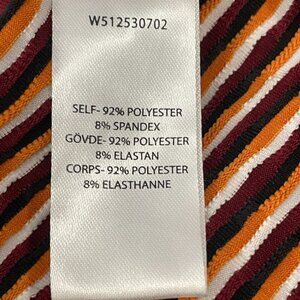 W512530702
SELF- 92% POLYESTER
8% SPANDEX
GÖVDE- 92% POLYESTER
8% ELASTAN
CORPS- 92% POLYESTER
8% ELASTHANNE